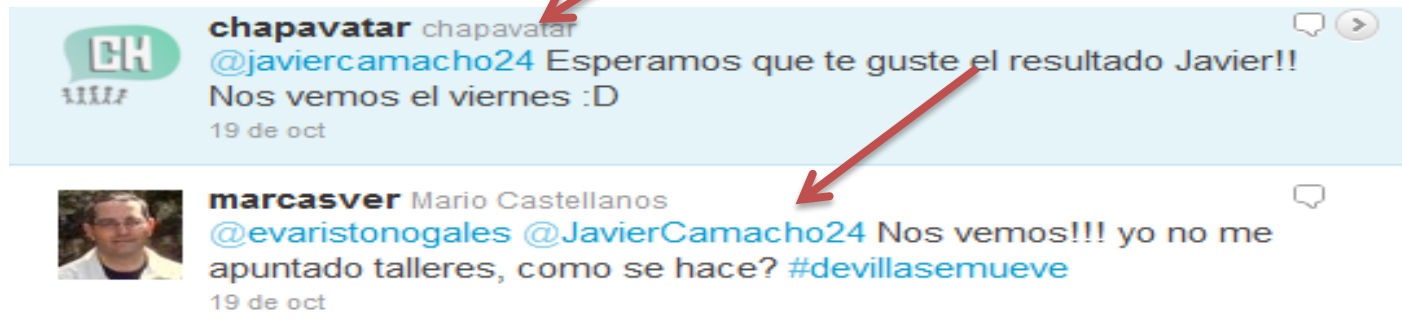 CH
chapavatar chapavatar
@javiercamacho24 Esperamos que te guste el resultado Javier!!
Nos vemos el viernes :D
19 de oct
marcasver Mario Castellanos
@evaristonogales @JavierCamacho24 Nos vemos!!! yo no me
apuntado talleres, como se hace? #devillasemueve
19 de oct